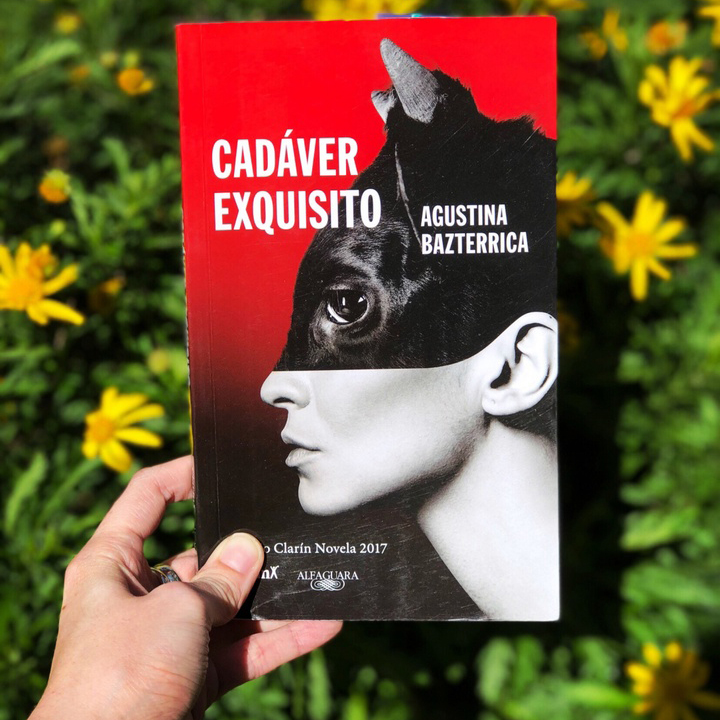 CADÁVER
EXQUISITO
AGUSTINA
BAZTERRICA
Clarín Novela 2017
ALFAGUARA